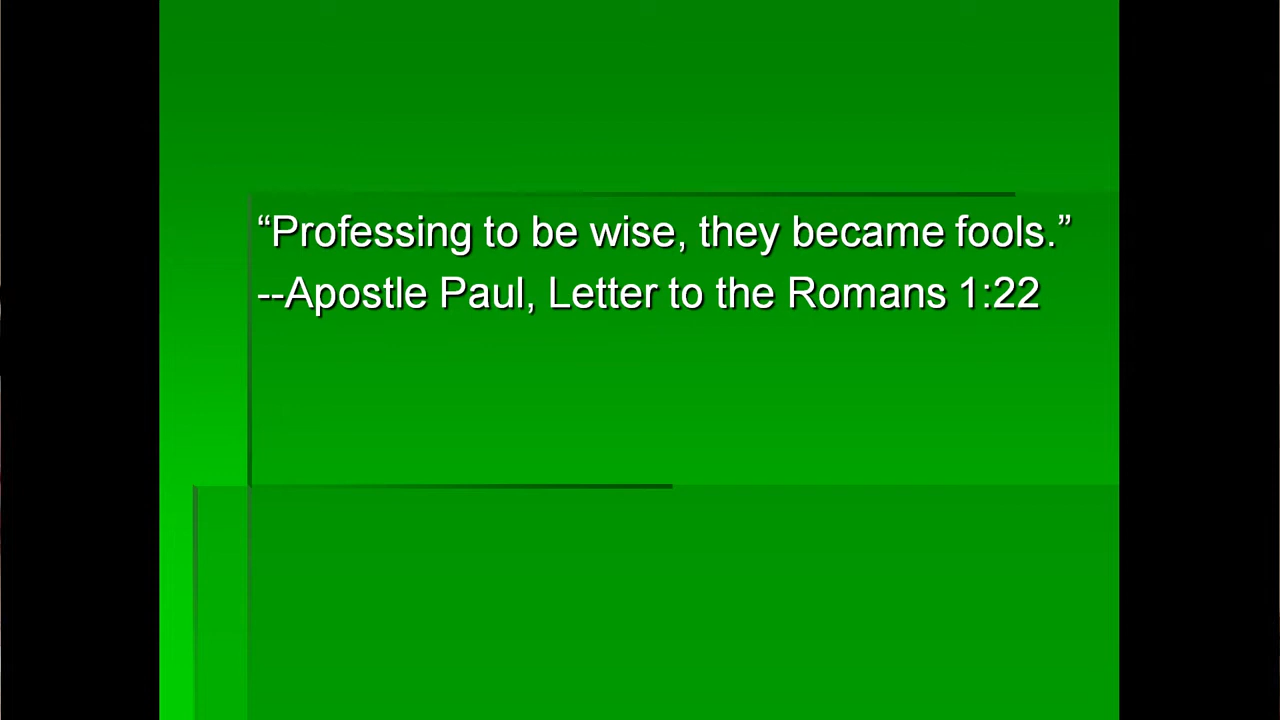 “Professing to be wise, they became fools.”
--Apostle Paul, Letter to the Romans 1:22